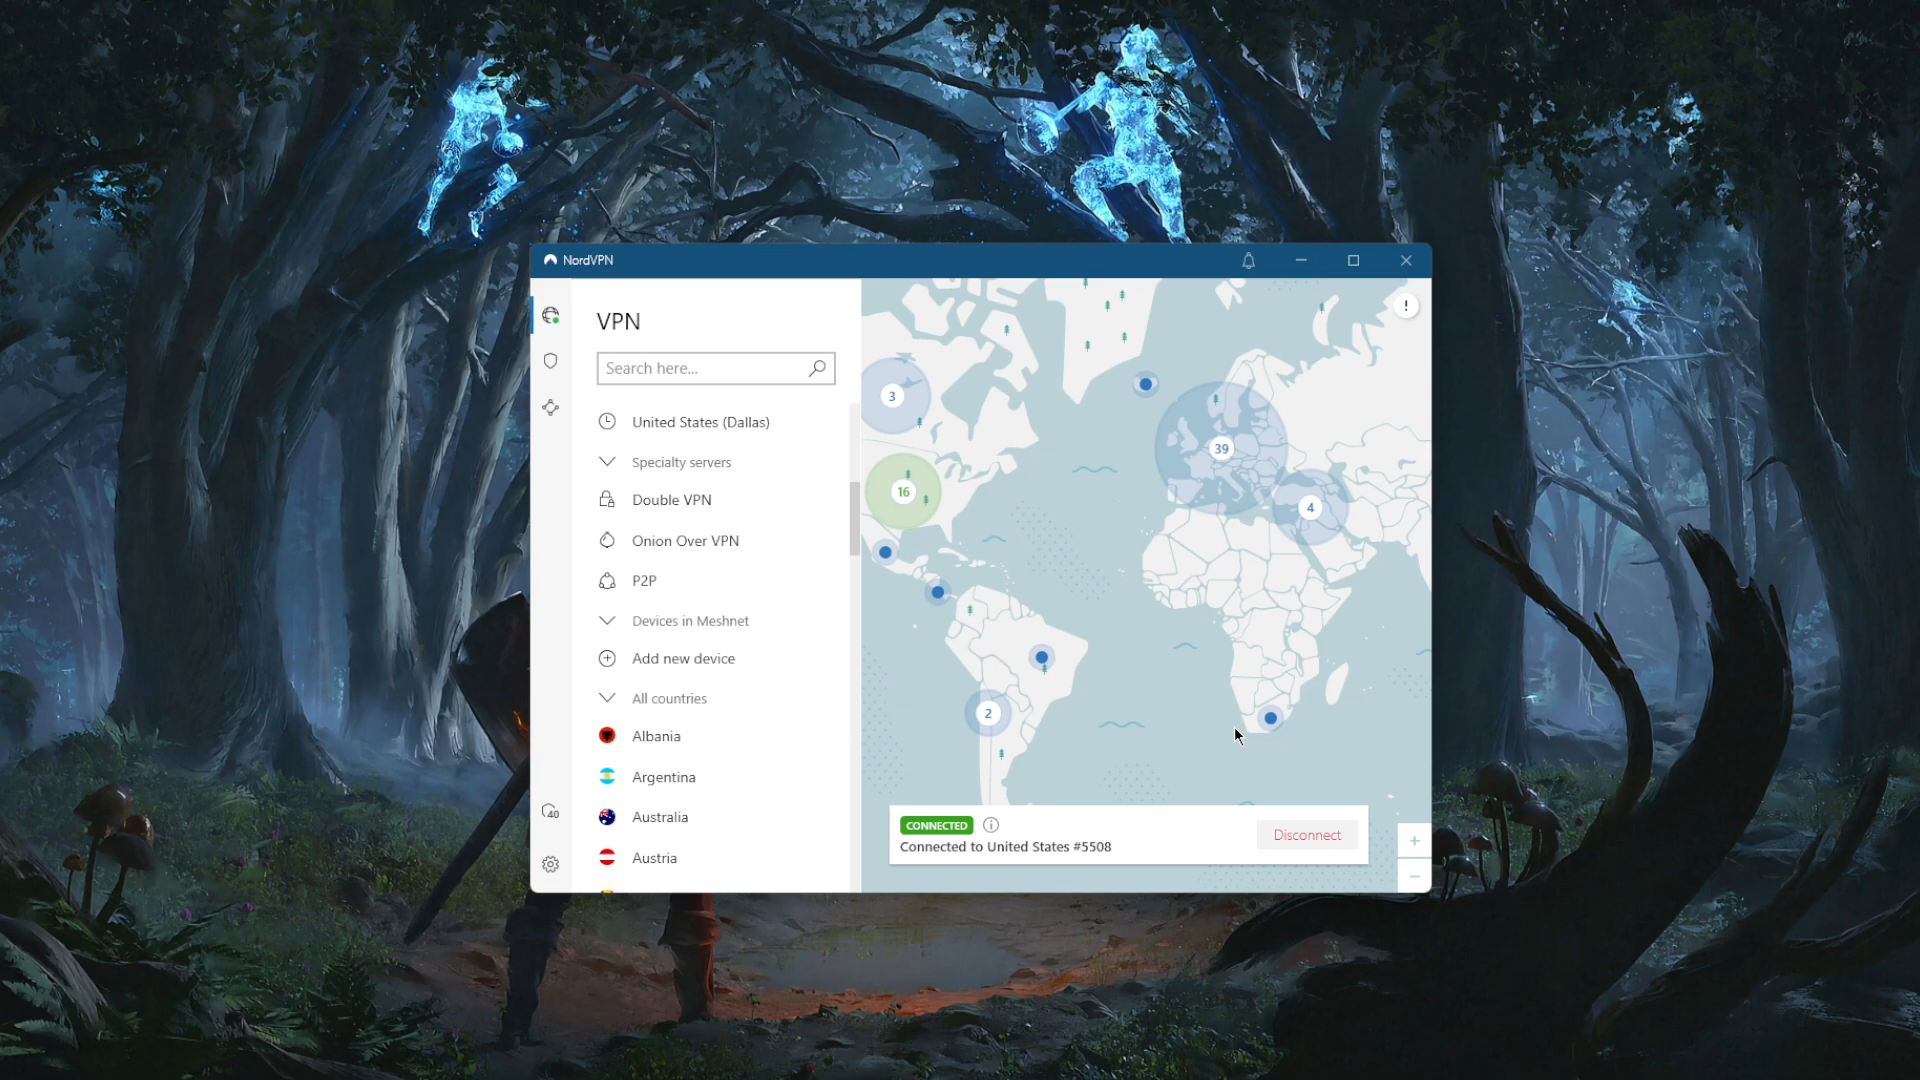 NordVPN
VPN
!
Search here...
United States (Dallas)
Specialty servers
Double VPN
Onion Over VPN
P2P
Devices in Meshnet
Add new device
All countries
Albania
Argentina
Australia
Austria
40
3
16
39
4
2
CONNECTED
Connected to United States #5508
Disconnect
+
−